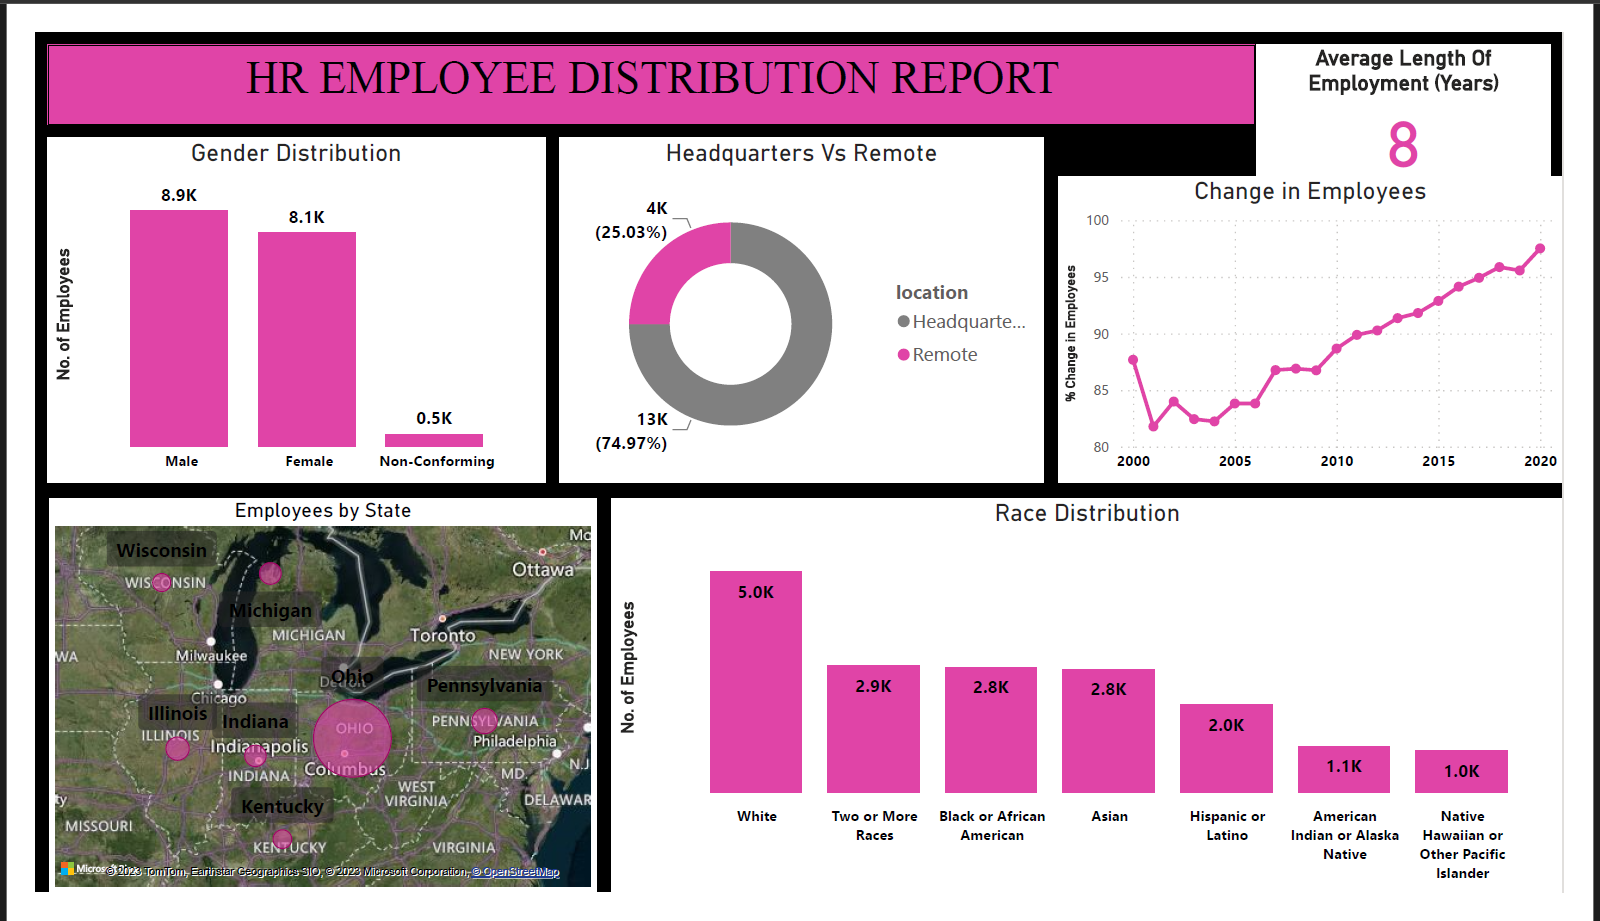 HR EMPLOYEE DISTRIBUTION REPORT
Average Length Of
Employment (Years)
8
Gender Distribution
No. of Employees
8.9K
8.1K
0.5K
Male
Female
Non-Conforming
Headquarters Vs Remote
4K
(25.03%)
13K
(74.97%)
location
Headquarte...
Remote
Change in Employees
% Change in Employees
100
95
90
85
80
2000
2005
2010
2015
2020
Employees by State
Wisconsin
WISCONSIN
Michigan
MICHIGAN
Mo
Ottawa
Toronto
NEW YORK
WA
Milwaukee
Chicago
Ohio
Detroit
Pennsylvania
Illinois
Indiana
ILLINOIS
Indianapolis
INDIANA
OHIO
Columbus
PENNSYLVANIA
Philadelphia
MD.
N.J
WEST
VIRGINIA
DELAWAR
Kentucky
KENTUCKY
ty
MISSOURI
VIRGINIA
© 2023 TomTom, Earthstar Geographics SIO, © 2023 Microsoft Corporation, © OpenStreetMap
Race Distribution
No. of Employees
5.0K
2.9K
2.8K
2.8K
2.0K
1.1K
1.0K
White
Two or More
Races
Black or African
American
Asian
Hispanic or
Latino
American
Indian or Alaska
Native
Native
Hawaiian or
Other Pacific
Islander